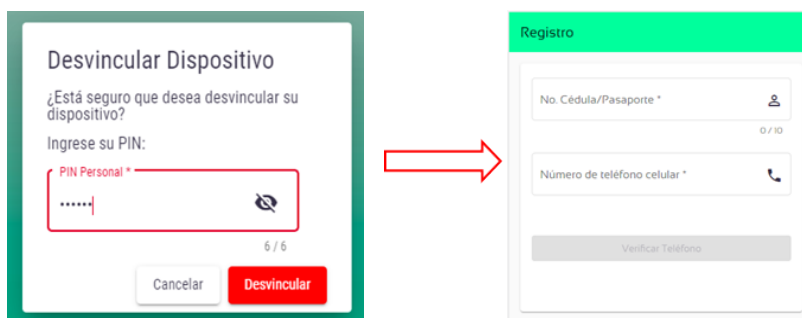 Desvincular Dispositivo
¿Está seguro que desea desvincular su
dispositivo?
Ingrese su PIN:
PIN Personal *
••••••
6 / 6
Cancelar
Desvincular
Registro
No. Cédula/Pasaporte *
0 / 10
Número de teléfono celular *
Verificar Teléfono